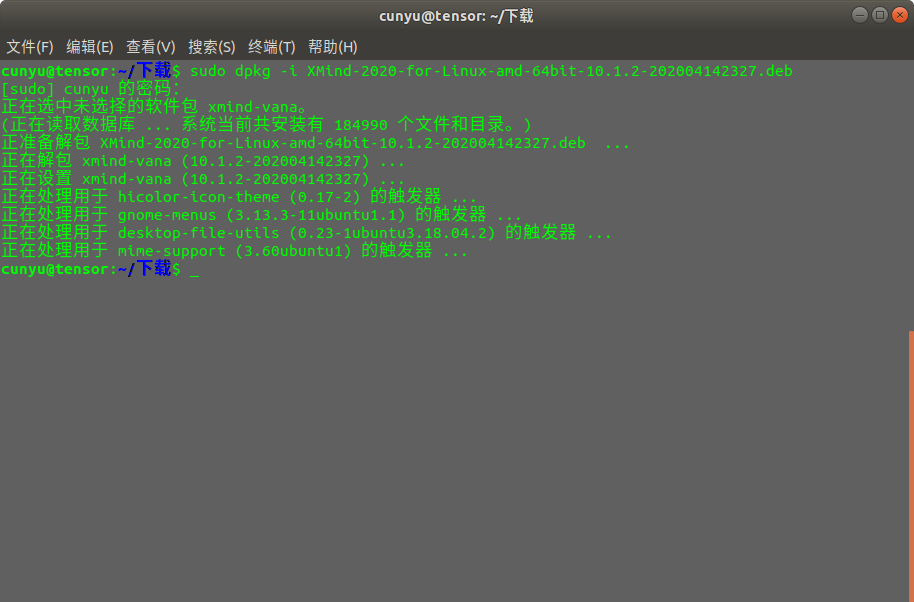 cunyu@tensor: ~/下载
文件(F) 编辑(E) 查看(V) 搜索(S) 终端(T) 帮助(H)
cunyu@tensor:~/下载$ sudo dpkg -i XMind-2020-for-Linux-amd-64bit-10.1.2-202004142327.deb
[sudo] cunyu 的密码：
正在选中未选择的软件包 xmind-vana。
(正在读取数据库 ... 系统当前共安装有 184990 个文件和目录。)
正准备解包 XMind-2020-for-Linux-amd-64bit-10.1.2-202004142327.deb  ...
正在解包 xmind-vana (10.1.2-202004142327) ...
正在设置 xmind-vana (10.1.2-202004142327) ...
正在处理用于 hicolor-icon-theme (0.17-2) 的触发器 ...
正在处理用于 gnome-menus (3.13.3-11ubuntu1.1) 的触发器 ...
正在处理用于 desktop-file-utils (0.23-1ubuntu3.18.04.2) 的触发器 ...
正在处理用于 mime-support (3.60ubuntu1) 的触发器 ...
cunyu@tensor:~/下载$ _